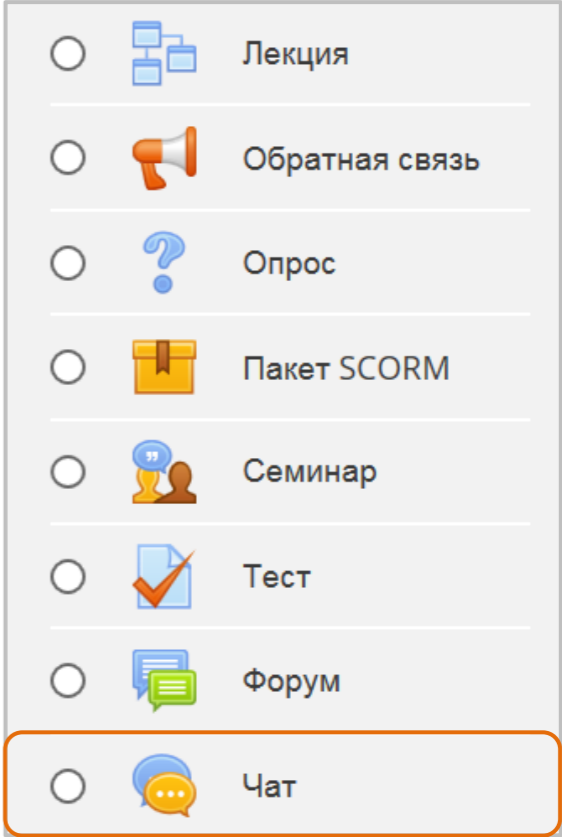 Лекция
Обратная связь
Опрос
Пакет SCORM
Семинар
Тест
Форум
Чат